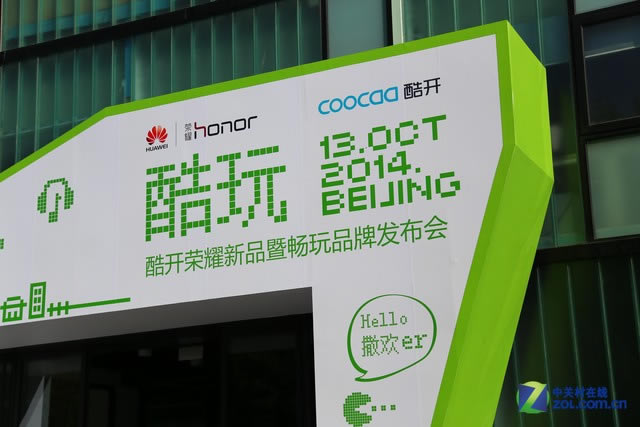 HUAWEI
荣耀
honor
coocaa 酷开
酷玩
13.OCT
2014.
BEIJING
酷开荣耀新品暨畅玩品牌发布会
Hello
撒欢er
中关村在线
ZOL.COM.CN